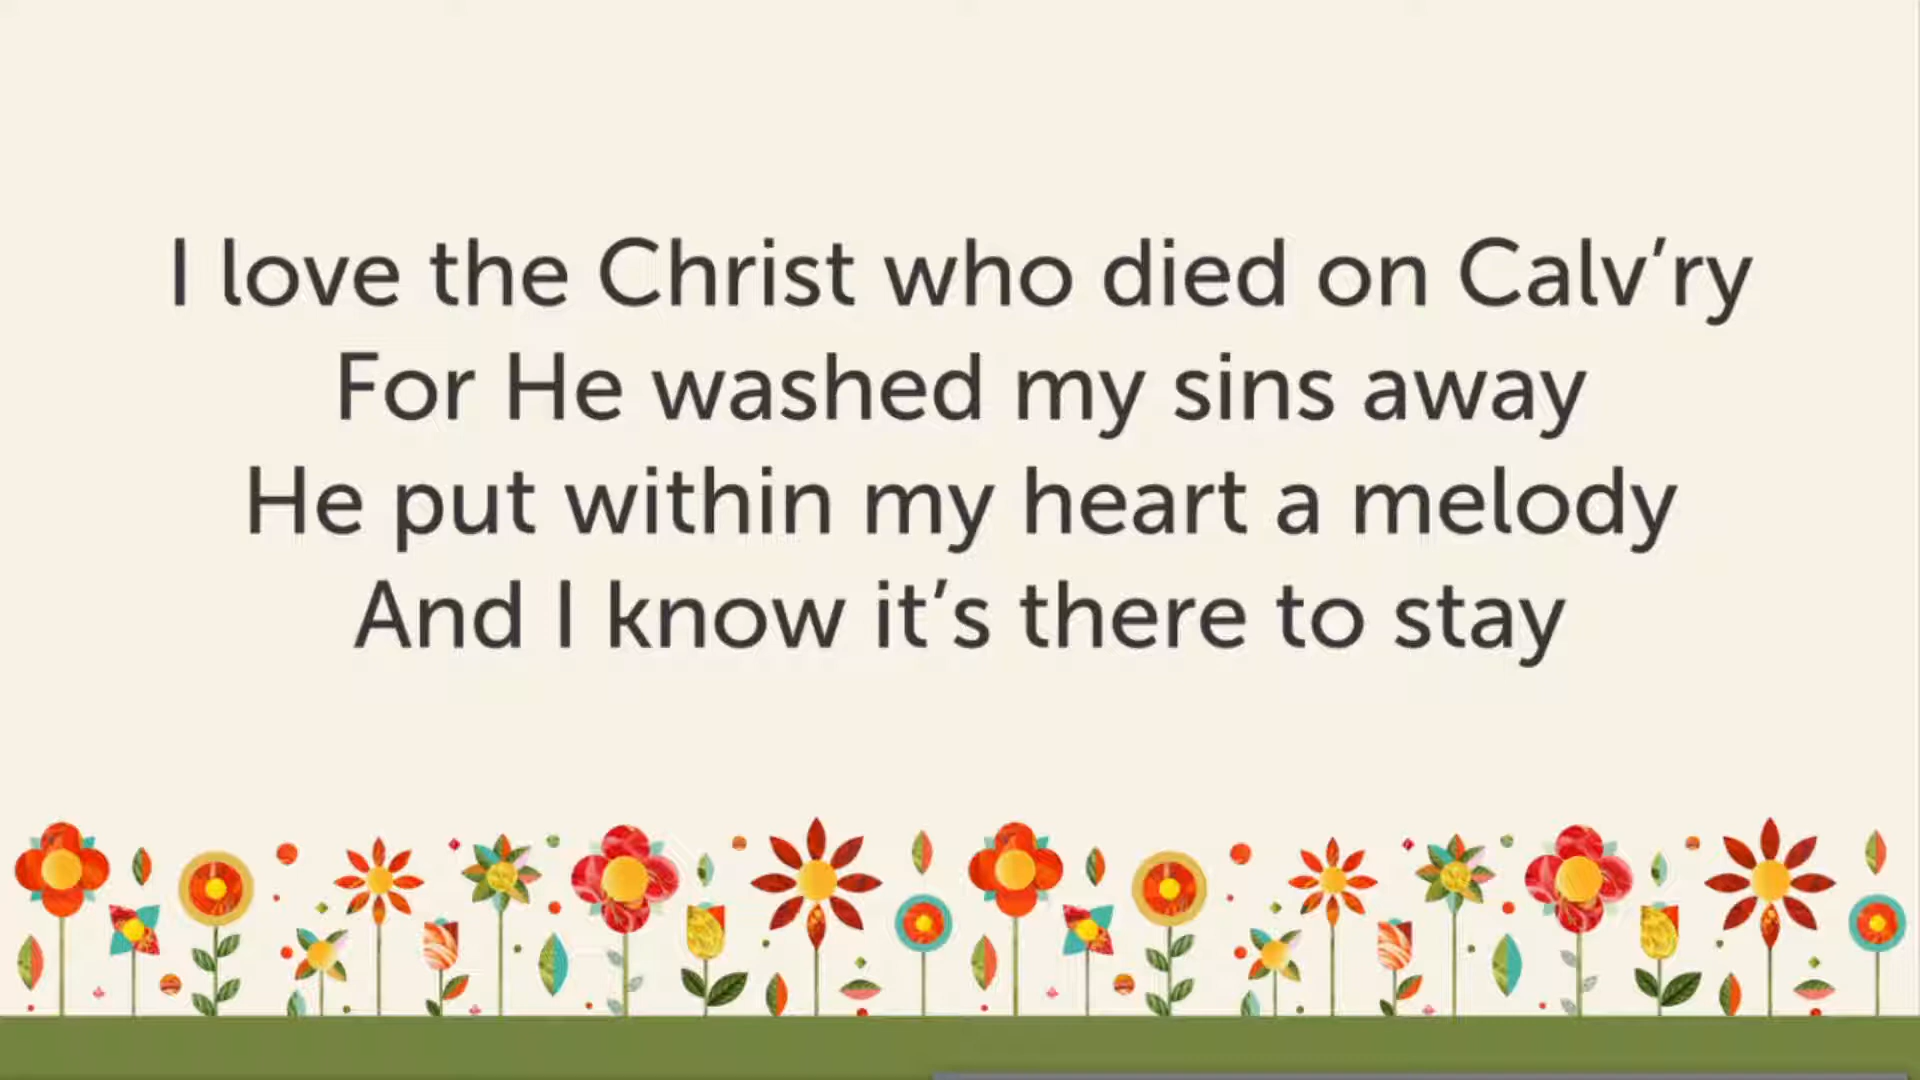 I love the Christ who died on Calv’ry
For He washed my sins away
He put within my heart a melody
And I know it’s there to stay